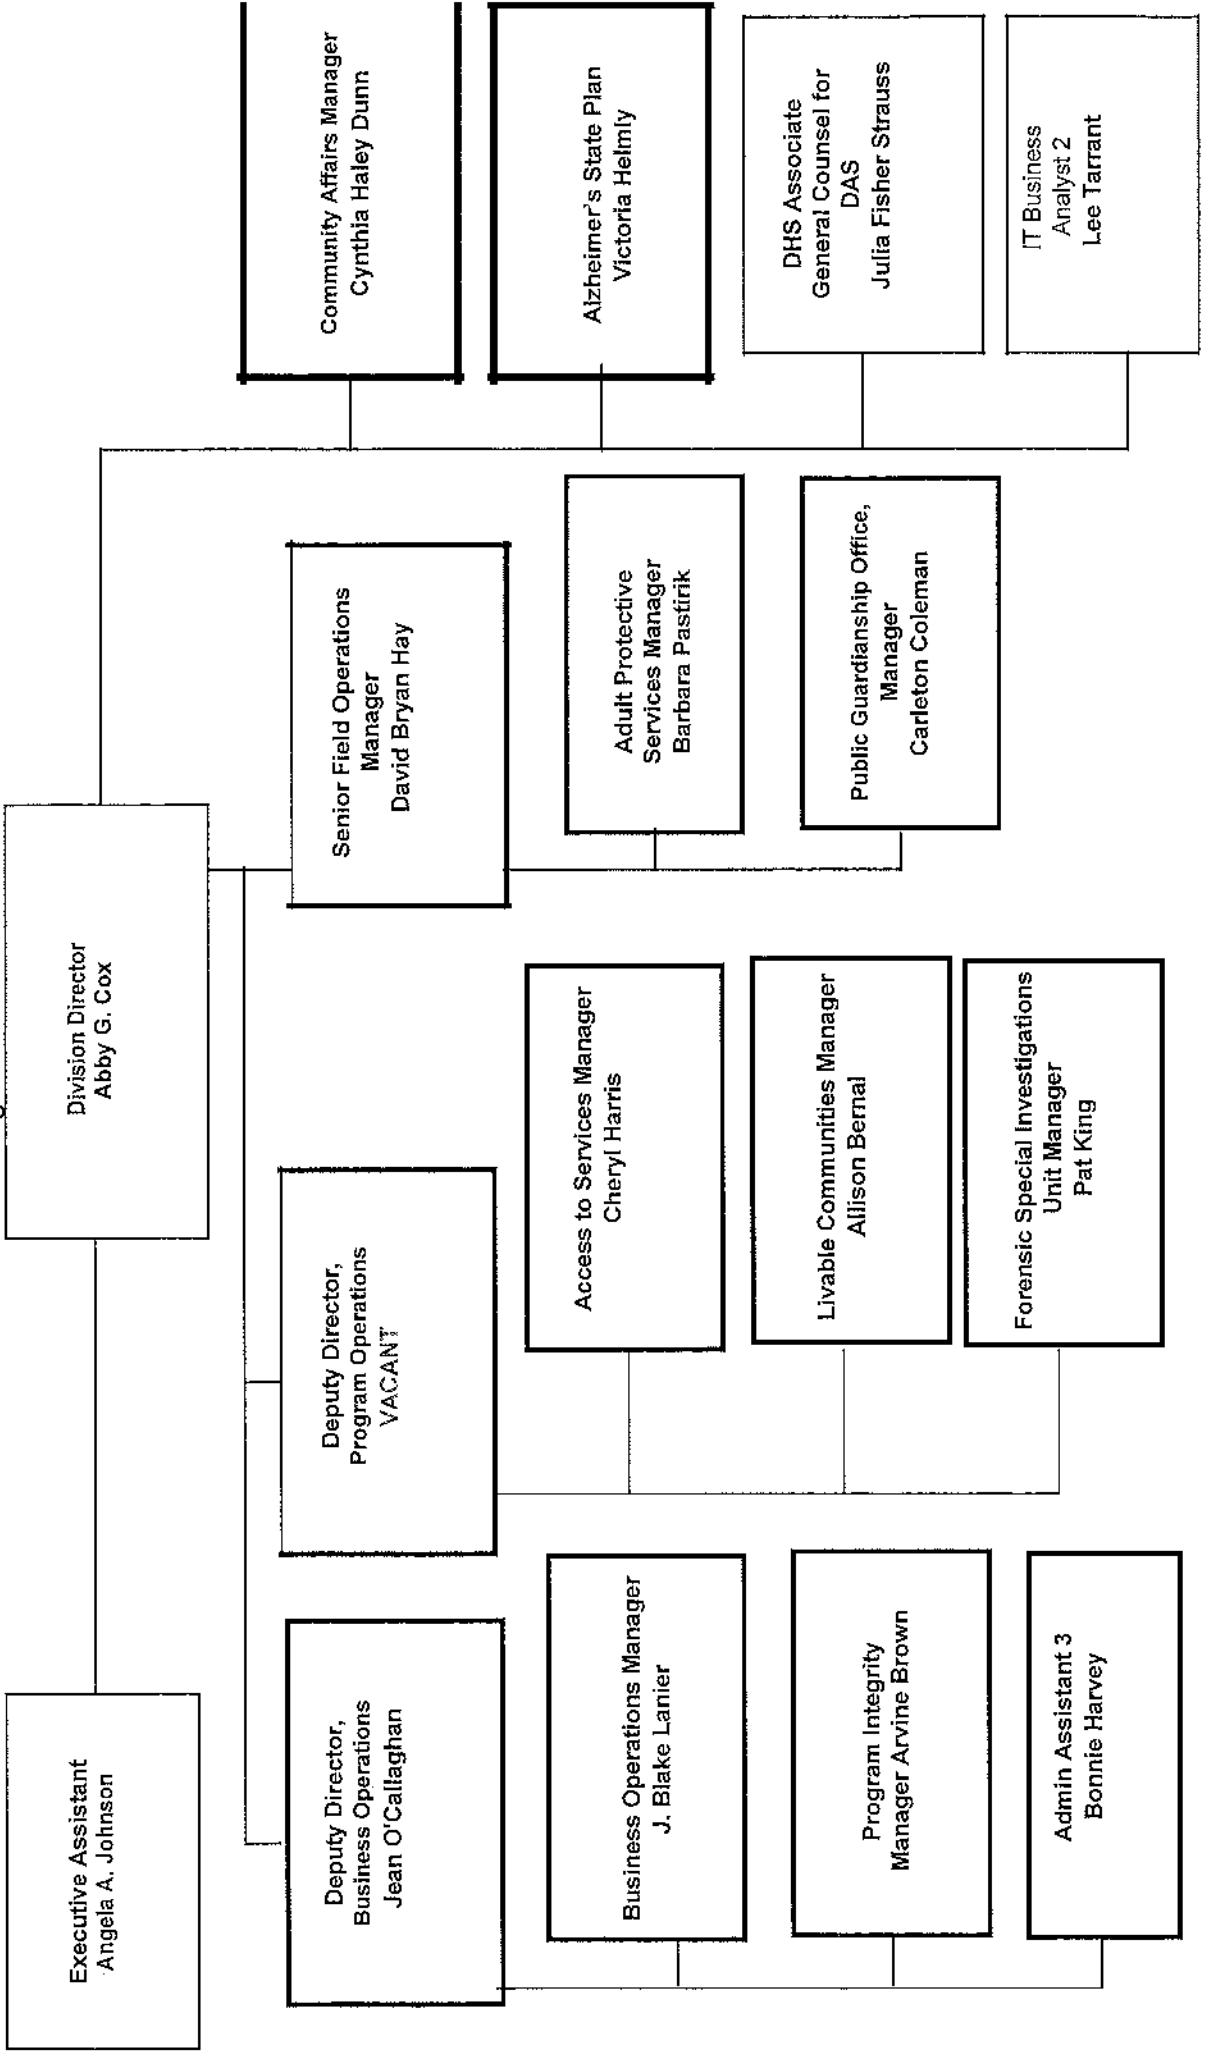 Executive Assistant
Angela A. Johnson
Division Director
Abby G. Cox
Deputy Director,
Business Operations
Jean O'Callaghan
Business Operations Manager
J. Blake Lanier
Program Integrity
Manager Arvine Brown
Admin Assistant 3
Bonnie Harvey
Deputy Director,
Program Operations
VACANT
Access to Services Manager
Cheryl Harris
Livable Communities Manager
Allison Bernal
Forensic Special Investigations
Unit Manager
Pat King
Senior Field Operations
Manager
David Bryan Hay
Adult Protective
Services Manager
Barbara Pastirik
Public Guardianship Office,
Manager
Carleton Coleman
Community Affairs Manager
Cynthia Haley Dunn
Alzheimer's State Plan
Victoria Helmly
DHS Associate
General Counsel for
DAS
Julia Fisher Strauss
IT Business
Analyst 2
Lee Tarrant